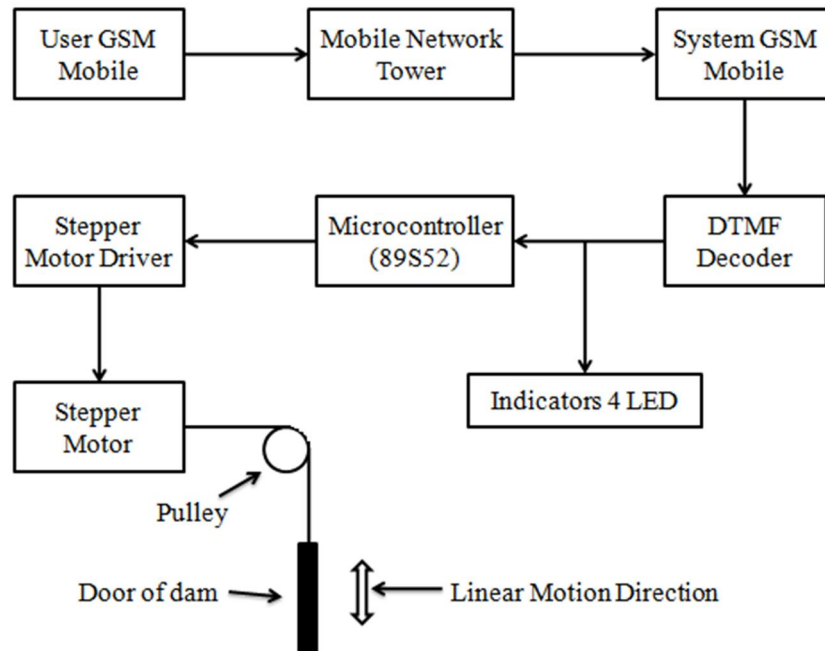 User GSM
Mobile
Mobile Network
Tower
System GSM
Mobile
Stepper
Motor Driver
Microcontroller
(89S52)
DTMF
Decoder
Stepper
Motor
Indicators 4 LED
Pulley
Door of dam
Linear Motion Direction